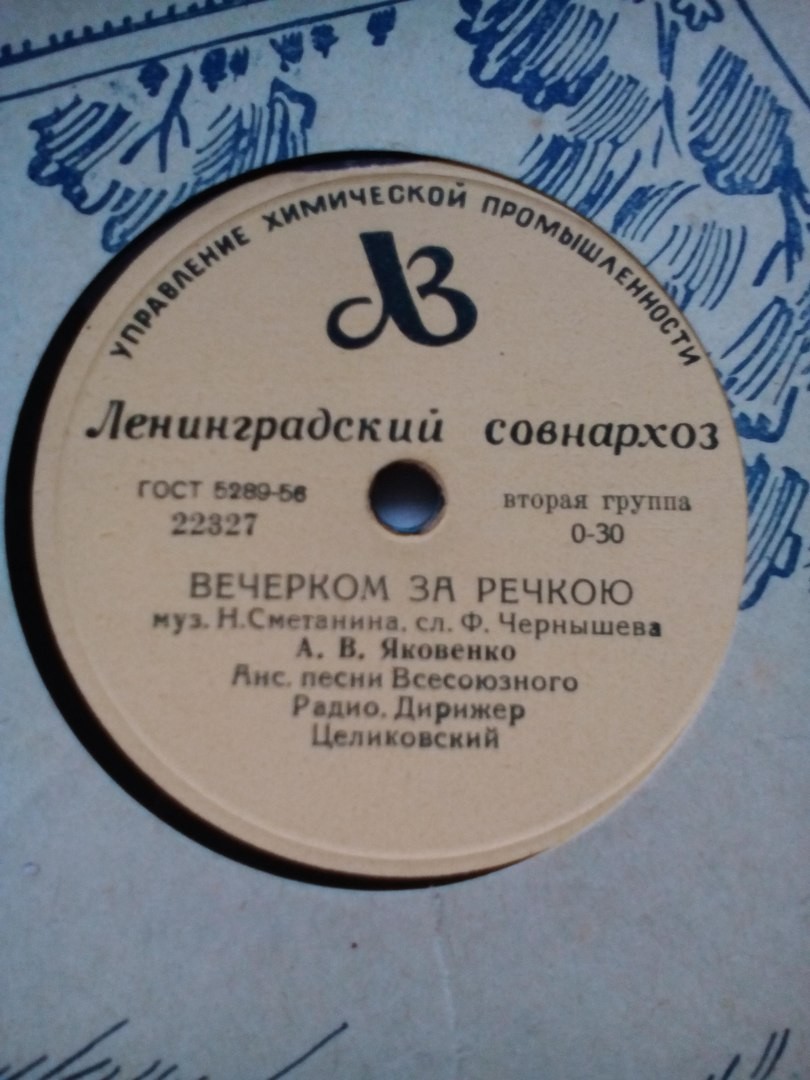 УПРАВЛЕНИЕ ХИМИЧЕСКОЙ ПРОМЫШЛЕННОСТИ
ЛЗ
Ленинградский совнархоз
ГОСТ 5289-56
22327
вторая группа
0-30
ВЕЧЕРКОМ ЗА РЕЧКОЮ
муз. Н.Сметанина, сл. Ф. Чернышева
А. В. Яковенко
Анс. песни Всесоюзного
Радио. Дирижер
Целиковский